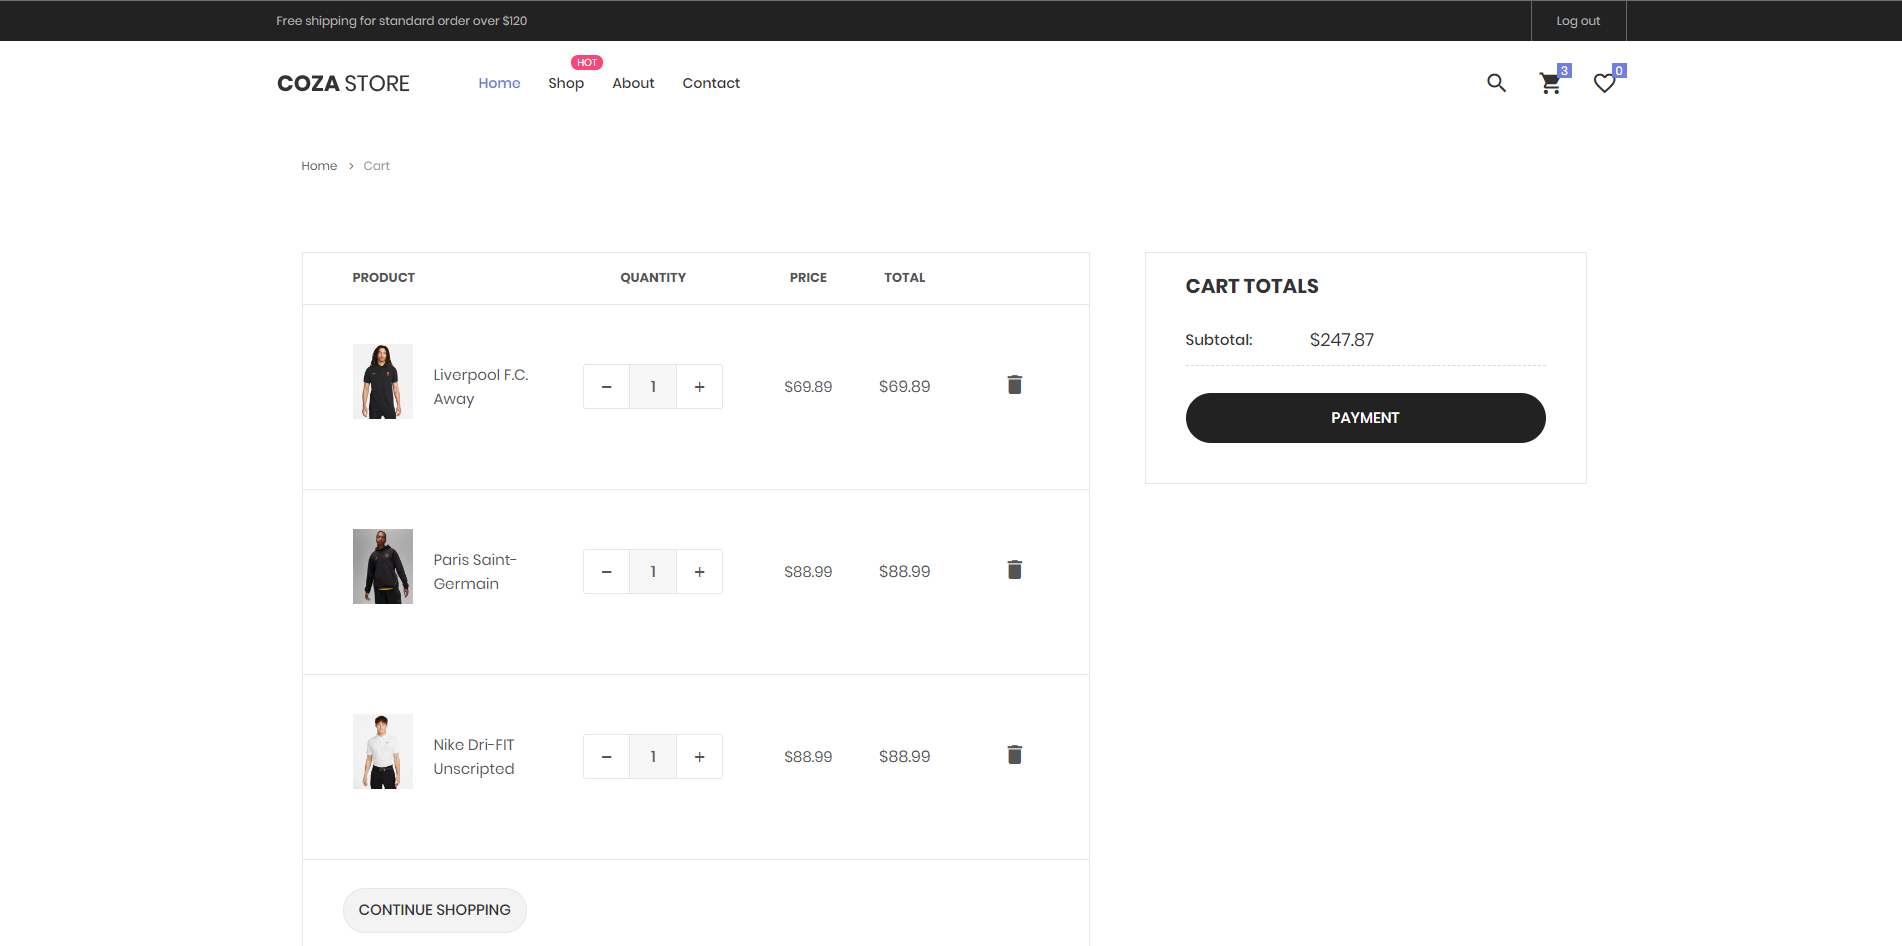 Free shipping for standard order over $120
Log out
COZA STORE
Home
Shop
HOT
About
Contact
3
0
Home > Cart
PRODUCT QUANTITY PRICE TOTAL
Liverpool F.C.
Away
− 1 +
$69.89
$69.89
Paris Saint-
Germain
− 1 +
$88.99
$88.99
Nike Dri-FIT
Unscripted
− 1 +
$88.99
$88.99
CONTINUE SHOPPING
CART TOTALS
Subtotal: $247.87
PAYMENT